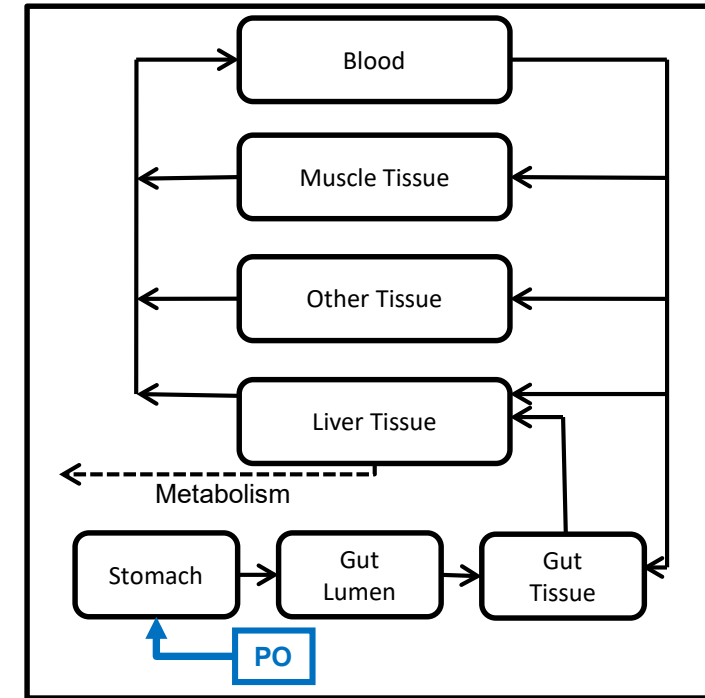 Blood
Muscle Tissue
Other Tissue
Liver Tissue
Metabolism
Stomach
Gut
Lumen
Gut
Tissue
PO